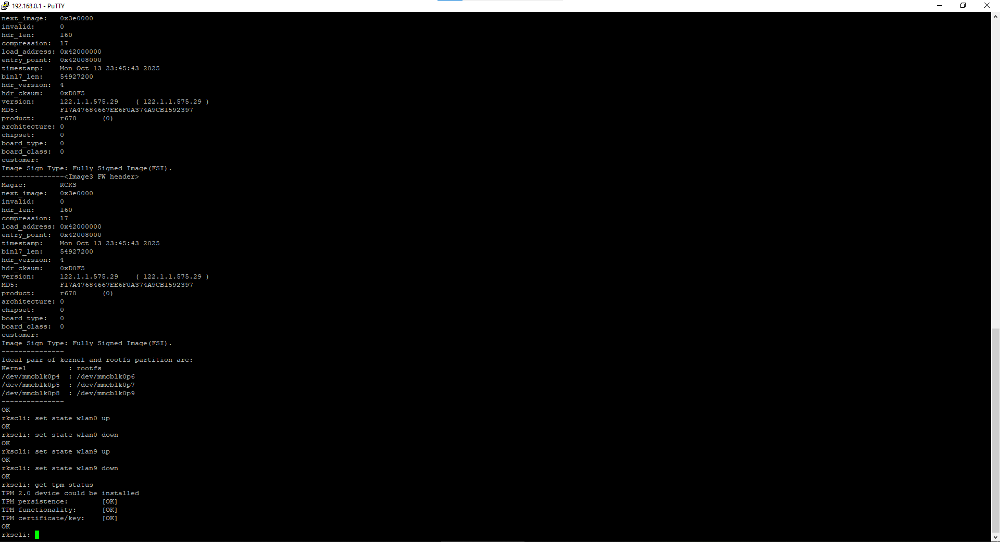 192.168.0.1 - PuTTY
next_image:   0x3e0000
invalid:      0
hdr_len:      160
compression:  17
load_address: 0x42000000
entry_point:  0x42008000
timestamp:    Mon Oct 13 23:45:43 2025
bin17_len:    54927200
hdr_version:  4
hdr_cksum:    0xD0F5
version:      122.1.1.575.29    ( 122.1.1.575.29 )
MD5:          F17A47684667EE6F0A374A9CB1592397
product:      r670      (0)
architecture: 0
chipset:      0
board_type:   0
board_class:  0
customer:
Image Sign Type: Fully Signed Image(FSI).
---------------<Image3 FW header>
Magic:        RCKS
next_image:   0x3e0000
invalid:      0
hdr_len:      160
compression:  17
load_address: 0x42000000
entry_point:  0x42008000
timestamp:    Mon Oct 13 23:45:43 2025
bin17_len:    54927200
hdr_version:  4
hdr_cksum:    0xD0F5
version:      122.1.1.575.29    ( 122.1.1.575.29 )
MD5:          F17A47684667EE6F0A374A9CB1592397
product:      r670      (0)
architecture: 0
chipset:      0
board_type:   0
board_class:  0
customer:
Image Sign Type: Fully Signed Image(FSI).
---------------
Ideal pair of kernel and rootfs partition are:
Kernel          : rootfs
/dev/mmcblk0p4  : /dev/mmcblk0p6
/dev/mmcblk0p5  : /dev/mmcblk0p7
/dev/mmcblk0p8  : /dev/mmcblk0p9
---------------
OK
rkscli: set state wlan0 up
OK
rkscli: set state wlan0 down
OK
rkscli: set state wlan9 up
OK
rkscli: set state wlan9 down
OK
rkscli: get tpm status
TPM 2.0 device could be installed
TPM persistence:        [OK]
TPM functionality:      [OK]
TPM certificate/key:    [OK]
OK
rkscli: